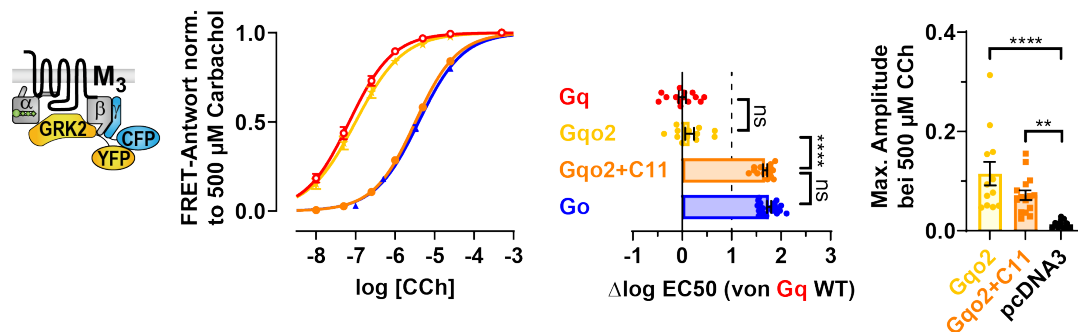 M3
α
β
γ
GRK2
CFP
YFP
FRET-Antwort norm.
to 500 µM Carbachol
1.0
0.5
0.0
-8 -7 -6 -5 -4 -3
log [CCh]
Gq
Gqo2
Gqo2+C11
Go
ns
****
ns
-1 0 1 2 3
Δlog EC50 (von Gq WT)
Max. Amplitude
bei 500 µM CCh
0.4
0.2
0.0
****
**
Gqo2
Gqo2+C11
pcDNA3